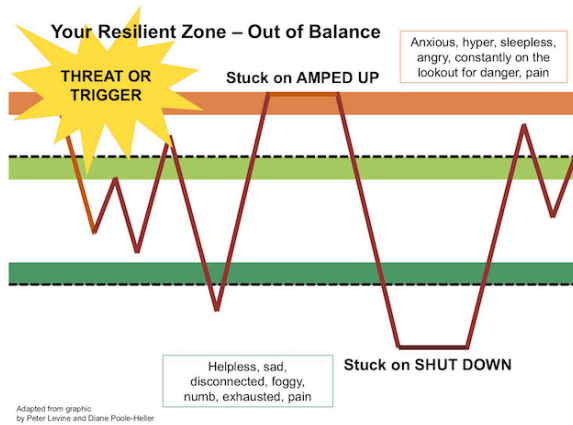 Your Resilient Zone – Out of Balance
THREAT OR
TRIGGER
Stuck on AMPED UP
Anxious, hyper, sleepless,
angry, constantly on the
lookout for danger, pain
Helpless, sad,
disconnected, foggy,
numb, exhausted, pain
Stuck on SHUT DOWN
Adapted from graphic
by Peter Levine and Diane Poole-Heller